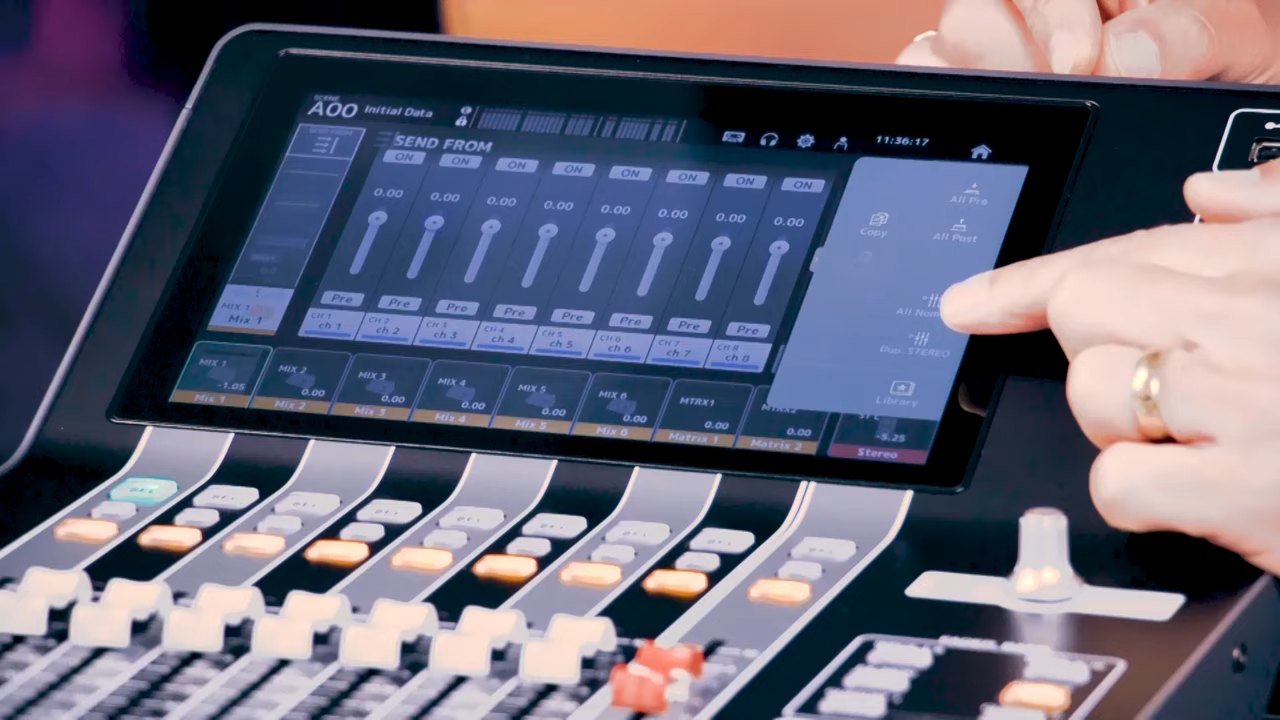 SCENE
A00 Initial Data
11:36:17
SEND FROM
SEND FROM
ON ON ON ON ON ON ON ON
0.00 0.00 0.00 0.00 0.00 0.00 0.00 0.00
Pre Pre Pre Pre Pre Pre Pre Pre
CH 1 CH 2 CH 3 CH 4 CH 5 CH 6 CH 7 CH 8
ch 1 ch 2 ch 3 ch 4 ch 5 ch 6 ch 7 ch 8
MIX 1
Mix 1
All Pre
Copy
All Post
All
Dup. STEREO
Library
MIX 1 MIX 2 MIX 3 MIX 4 MIX 5 MIX 6 MTRX1 MTRX2
-1.05 0.00 0.00 0.00 0.00 0.00 0.00 0.00 -5.25
Mix 1 Mix 2 Mix 3 Mix 4 Mix 5 Mix 6 Matrix 1 Matrix 2 Stereo